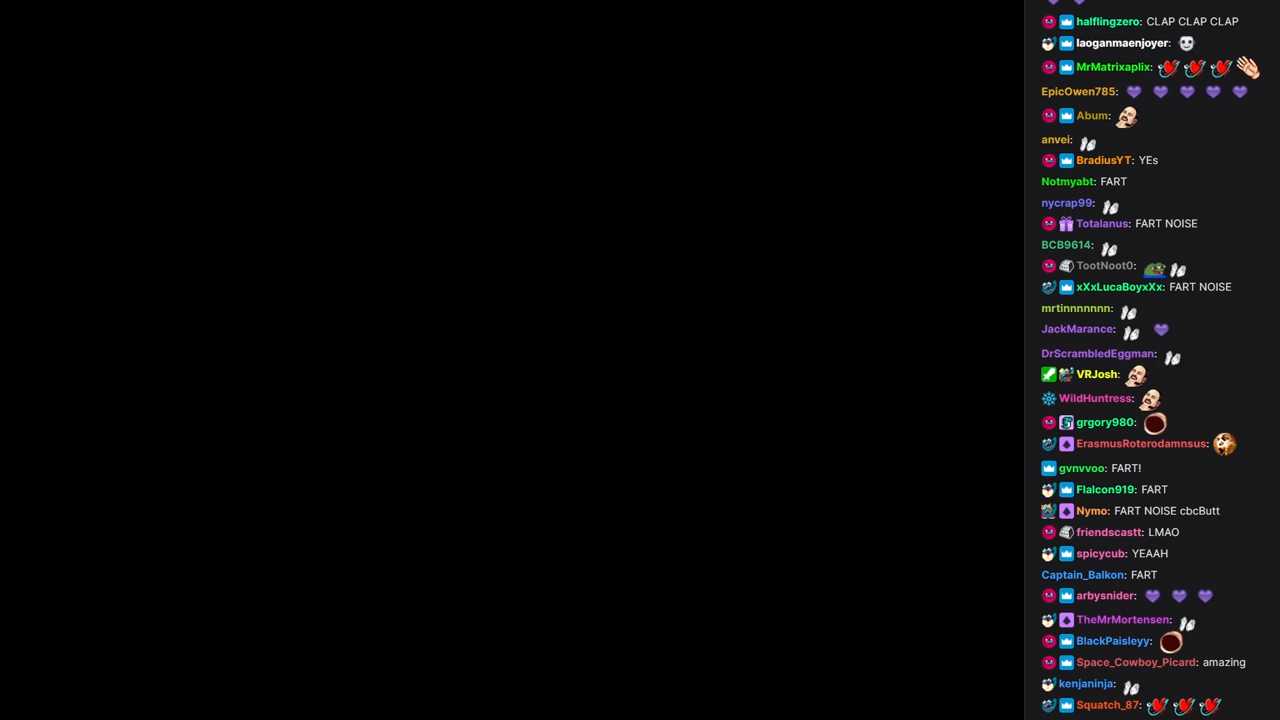 halflingzero: CLAP CLAP CLAP
laoganmaenjoyer:
MrMatrixaplix:
EpicOwen785:
Abum:
anvei:
BradiusYT: YEs
Notmyabt: FART
nycrap99:
Totalanus: FART NOISE
BCB9614:
TootNoot0:
xXxLucaBoyxXx: FART NOISE
mrtinnnnnnn:
JackMarance:
DrScrambledEggman:
VRJosh:
WildHuntress:
grgory980:
ErasmusRoterodamnsus:
gvnvvoo: FART!
Flalcon919: FART
Nymo: FART NOISE cbcButt
friendscastt: LMAO
spicycub: YEAAH
Captain_Balkon: FART
arbysnider:
TheMrMortensen:
BlackPaisleyy:
Space_Cowboy_Picard: amazing
kenjaninja:
Squatch_87: